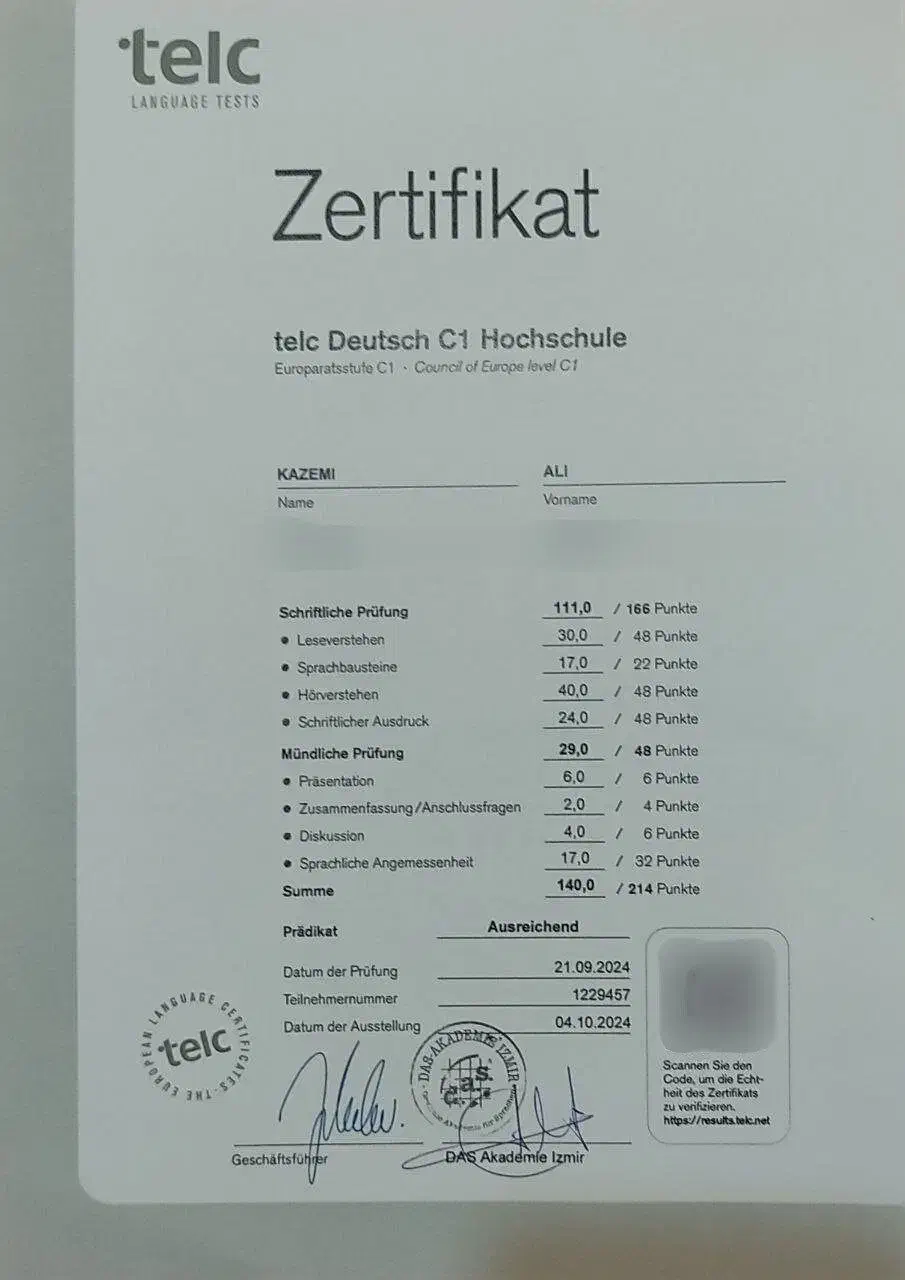 telc
LANGUAGE TESTS
Zertifikat
telc Deutsch C1 Hochschule
Europaratsstufe C1 · Council of Europe level C1
KAZEMI ALI
Name Vorname
Schriftliche Prüfung 111,0 / 166 Punkte
• Leseverstehen 30,0 / 48 Punkte
• Sprachbausteine 17,0 / 22 Punkte
• Hörverstehen 40,0 / 48 Punkte
• Schriftlicher Ausdruck 24,0 / 48 Punkte
Mündliche Prüfung 29,0 / 48 Punkte
• Präsentation 6,0 / 6 Punkte
• Zusammenfassung/Anschlussfragen 2,0 / 4 Punkte
• Diskussion 4,0 / 6 Punkte
• Sprachliche Angemessenheit 17,0 / 32 Punkte
Summe 140,0 / 214 Punkte
Prädikat Ausreichend
Datum der Prüfung 21.09.2024
Teilnehmernummer 1229457
Datum der Ausstellung 04.10.2024
THE EUROPEAN LANGUAGE CERTIFICATES
telc
DAS-AKADEMIE IZMIR
d.a.s.
Scannen Sie den
Code, um die Echt-
heit des Zertifikats
zu verifizieren.
https://results.telc.net
Geschäftsführer DAS Akademie Izmir